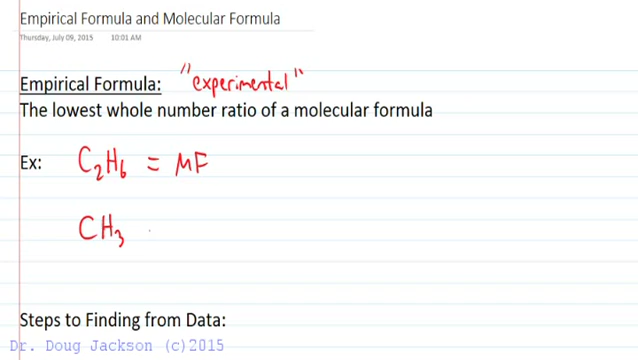 Empirical Formula and Molecular Formula
Thursday, July 09, 2015 10:01 AM
Empirical Formula: "experimental"
The lowest whole number ratio of a molecular formula
Ex: C₂H₆ = MF
CH₃
Steps to Finding from Data:
Dr. Doug Jackson (c)2015